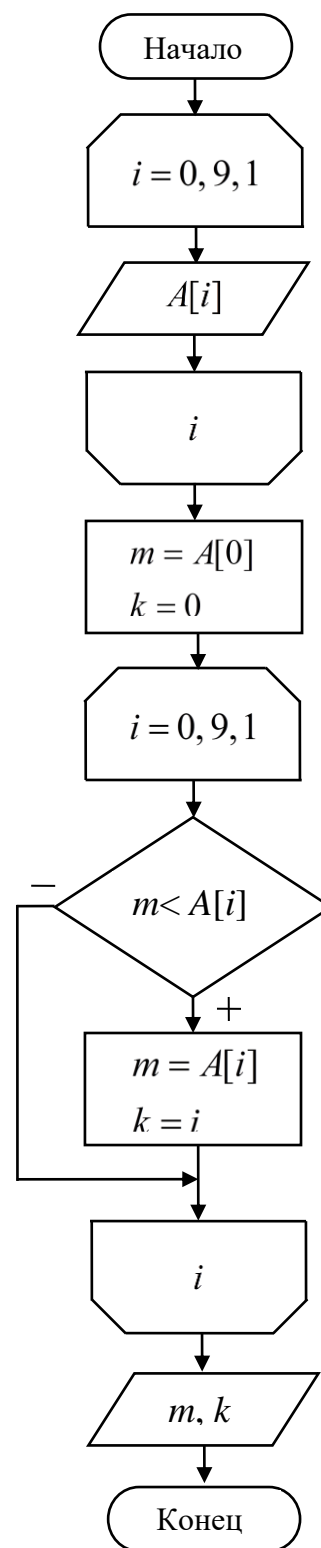 Начало
i = 0, 9, 1
A[i]
i
m = A[0]
k = 0
i = 0, 9, 1
–
m< A[i]
+
m = A[i]
k = i
i
m, k
Конец